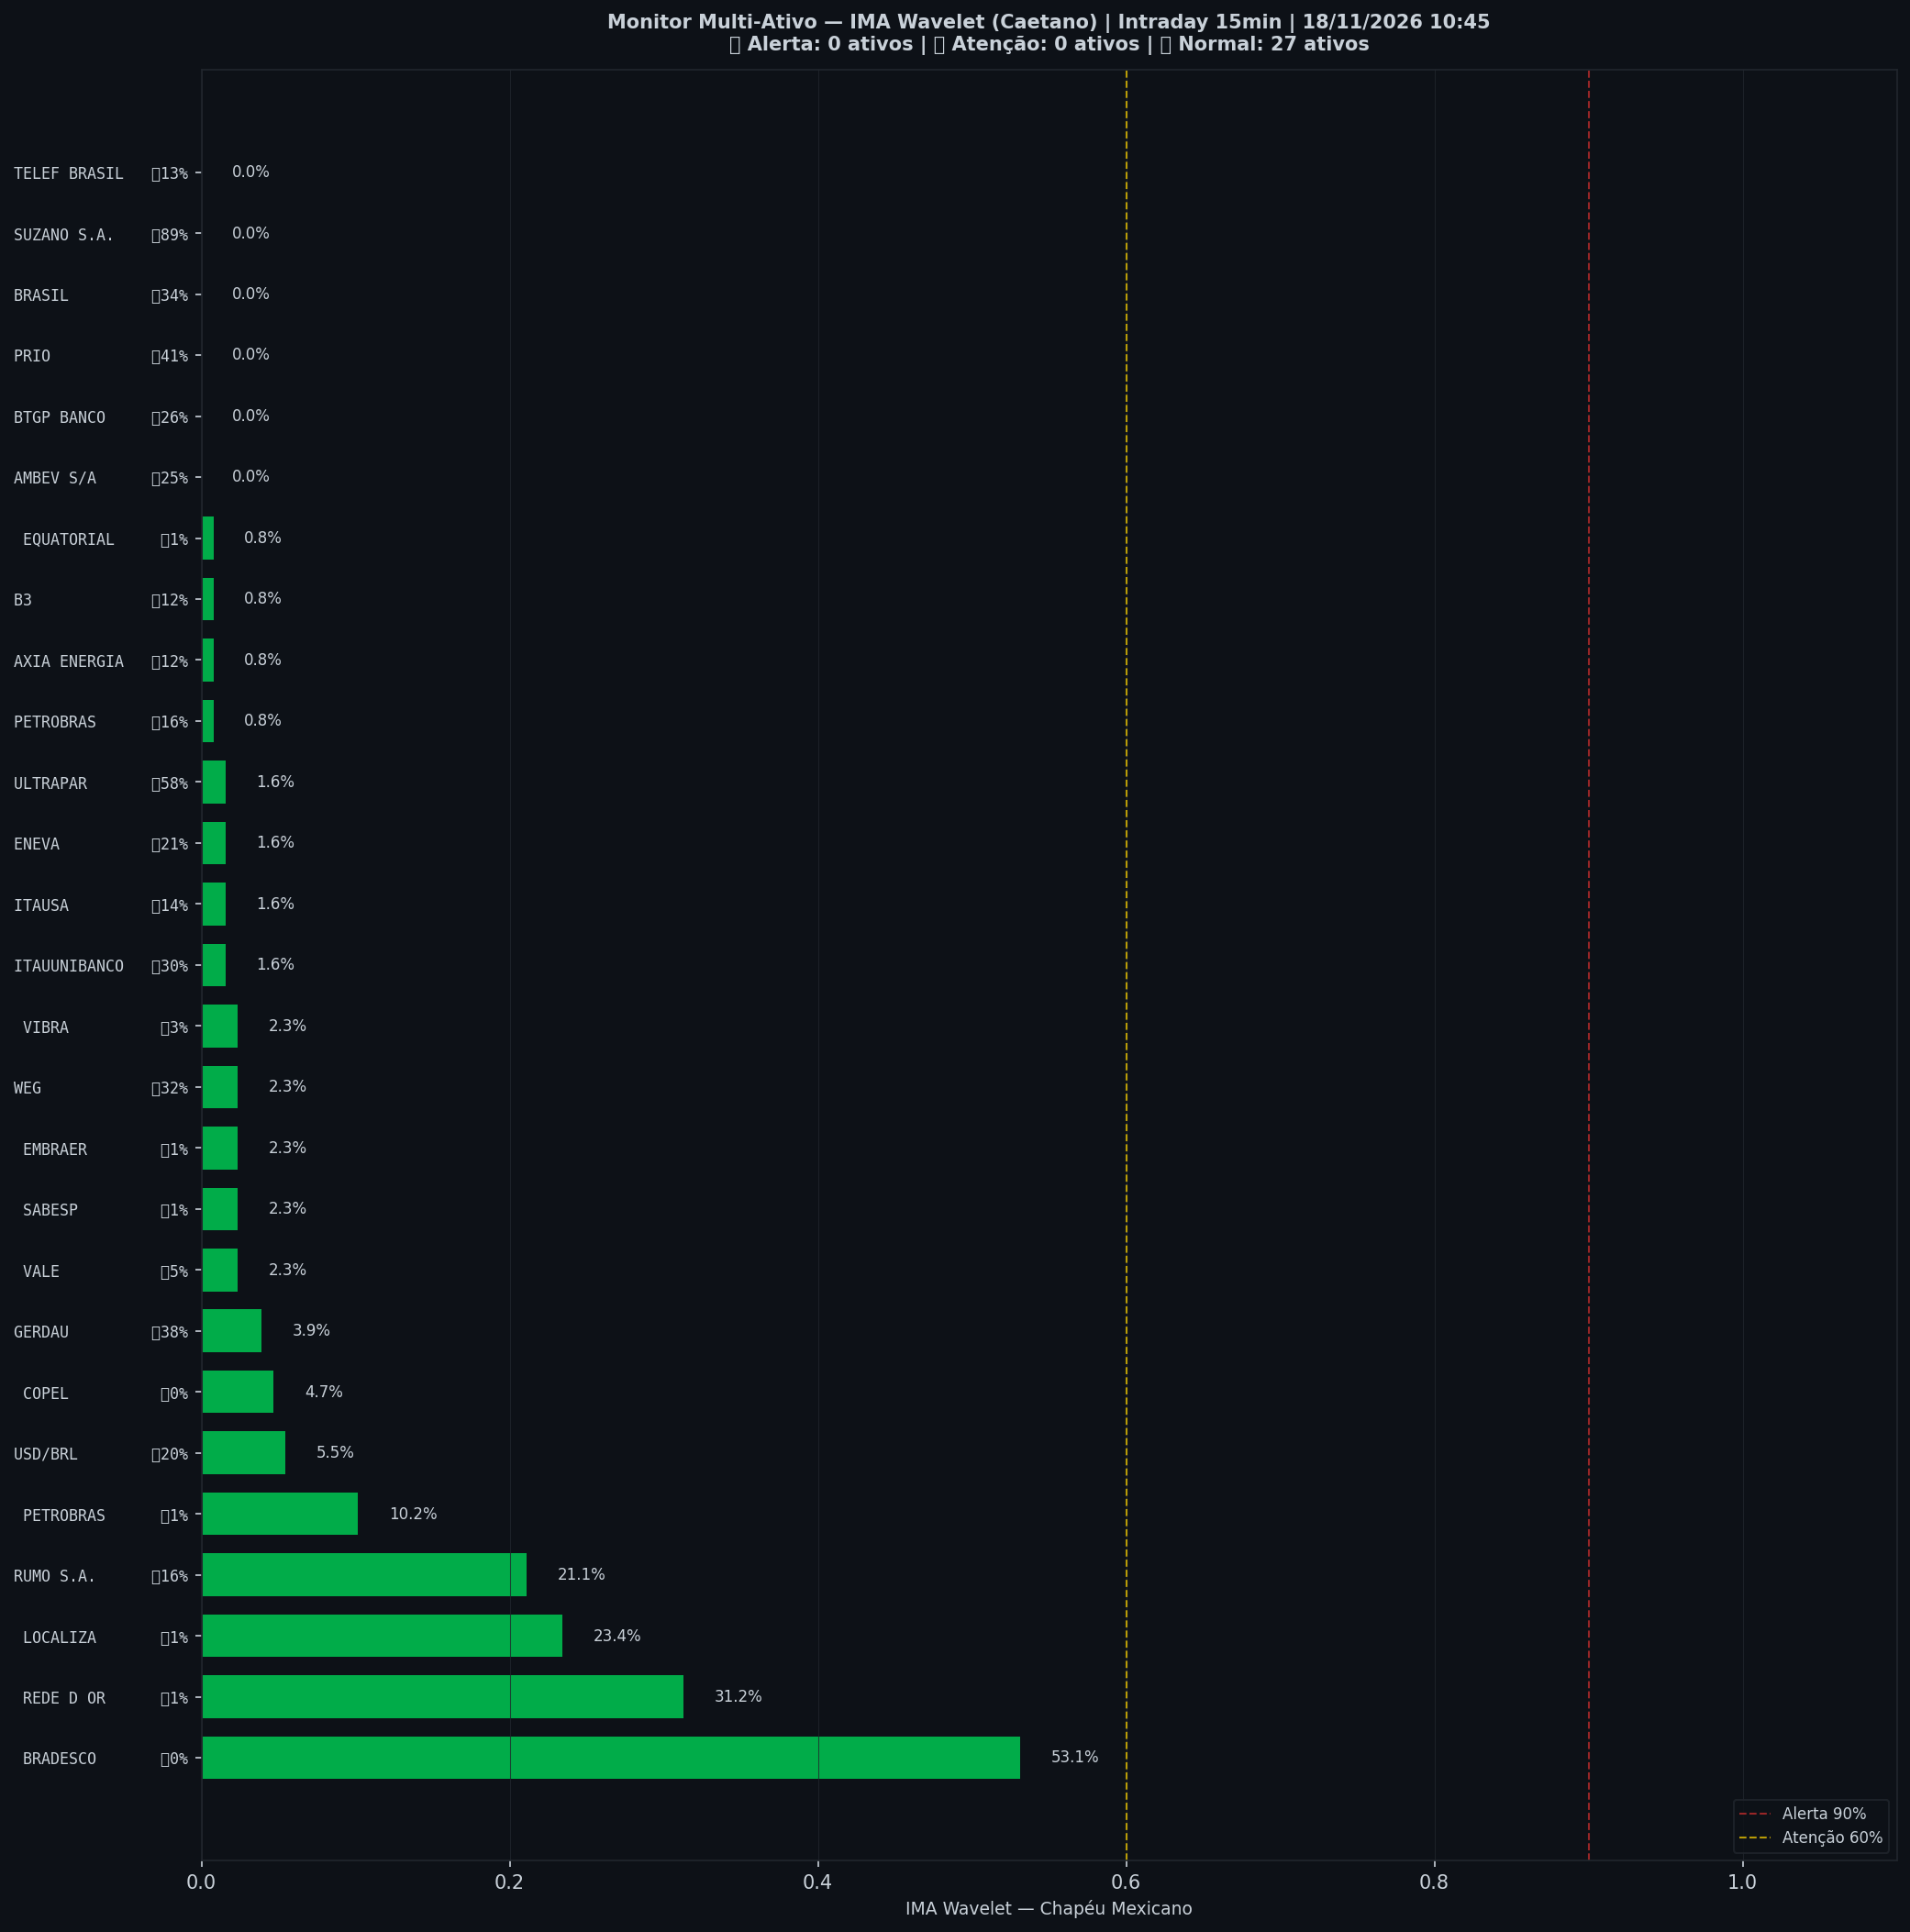 Monitor Multi-Ativo — IMA Wavelet (Caetano) | Intraday 15min | 18/11/2026 10:45
▯ Alerta: 0 ativos | ▯ Atenção: 0 ativos | ▯ Normal: 27 ativos
TELEF BRASIL ▯13% 0.0%
SUZANO S.A. ▯89% 0.0%
BRASIL ▯34% 0.0%
PRIO ▯41% 0.0%
BTGP BANCO ▯26% 0.0%
AMBEV S/A ▯25% 0.0%
EQUATORIAL ▯1% 0.8%
B3 ▯12% 0.8%
AXIA ENERGIA ▯12% 0.8%
PETROBRAS ▯16% 0.8%
ULTRAPAR ▯58% 1.6%
ENEVA ▯21% 1.6%
ITAUSA ▯14% 1.6%
ITAUUNIBANCO ▯30% 1.6%
VIBRA ▯3% 2.3%
WEG ▯32% 2.3%
EMBRAER ▯1% 2.3%
SABESP ▯1% 2.3%
VALE ▯5% 2.3%
GERDAU ▯38% 3.9%
COPEL ▯0% 4.7%
USD/BRL ▯20% 5.5%
PETROBRAS ▯1% 10.2%
RUMO S.A. ▯16% 21.1%
LOCALIZA ▯1% 23.4%
REDE D OR ▯1% 31.2%
BRADESCO ▯0% 53.1%
Alerta 90%
Atenção 60%
0.0 0.2 0.4 0.6 0.8 1.0
IMA Wavelet — Chapéu Mexicano